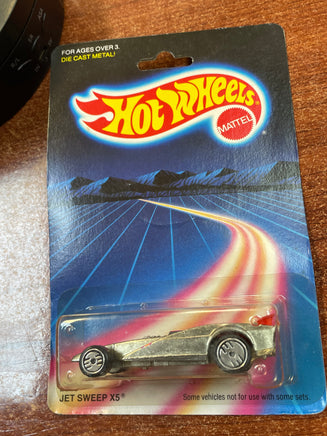 FOR AGES OVER 3.
DIE CAST METAL!
HOT WHEELS
MATTEL
JET SWEEP X5®
Some vehicles not for use with some sets.